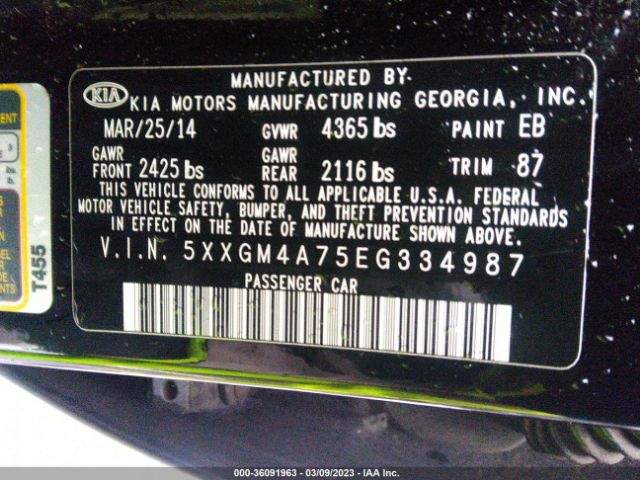 MANUFACTURED BY
KIA KIA MOTORS MANUFACTURING GEORGIA, INC.
MAR/25/14 GVWR 4365 lbs PAINT EB
GAWR FRONT 2425 lbs GAWR REAR 2116 lbs TRIM 87
THIS VEHICLE CONFORMS TO ALL APPLICABLE U.S.A. FEDERAL
MOTOR VEHICLE SAFETY, BUMPER, AND THEFT PREVENTION STANDARDS
IN EFFECT ON THE DATE OF MANUFACTURE SHOWN ABOVE.
V.I.N. 5XXGM4A75EG334987
PASSENGER CAR
T455
000-36091963 - 03/09/2023 - IAA Inc.